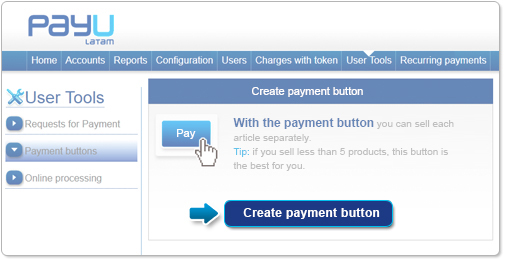 PAYU
LATAM
Home Accounts Reports Configuration Users Charges with token User Tools Recurring payments
User Tools
Requests for Payment
Payment buttons
Online processing
Create payment button
Pay
With the payment button you can sell each
article separately.
Tip: if you sell less than 5 products, this button is
the best for you.
Create payment button